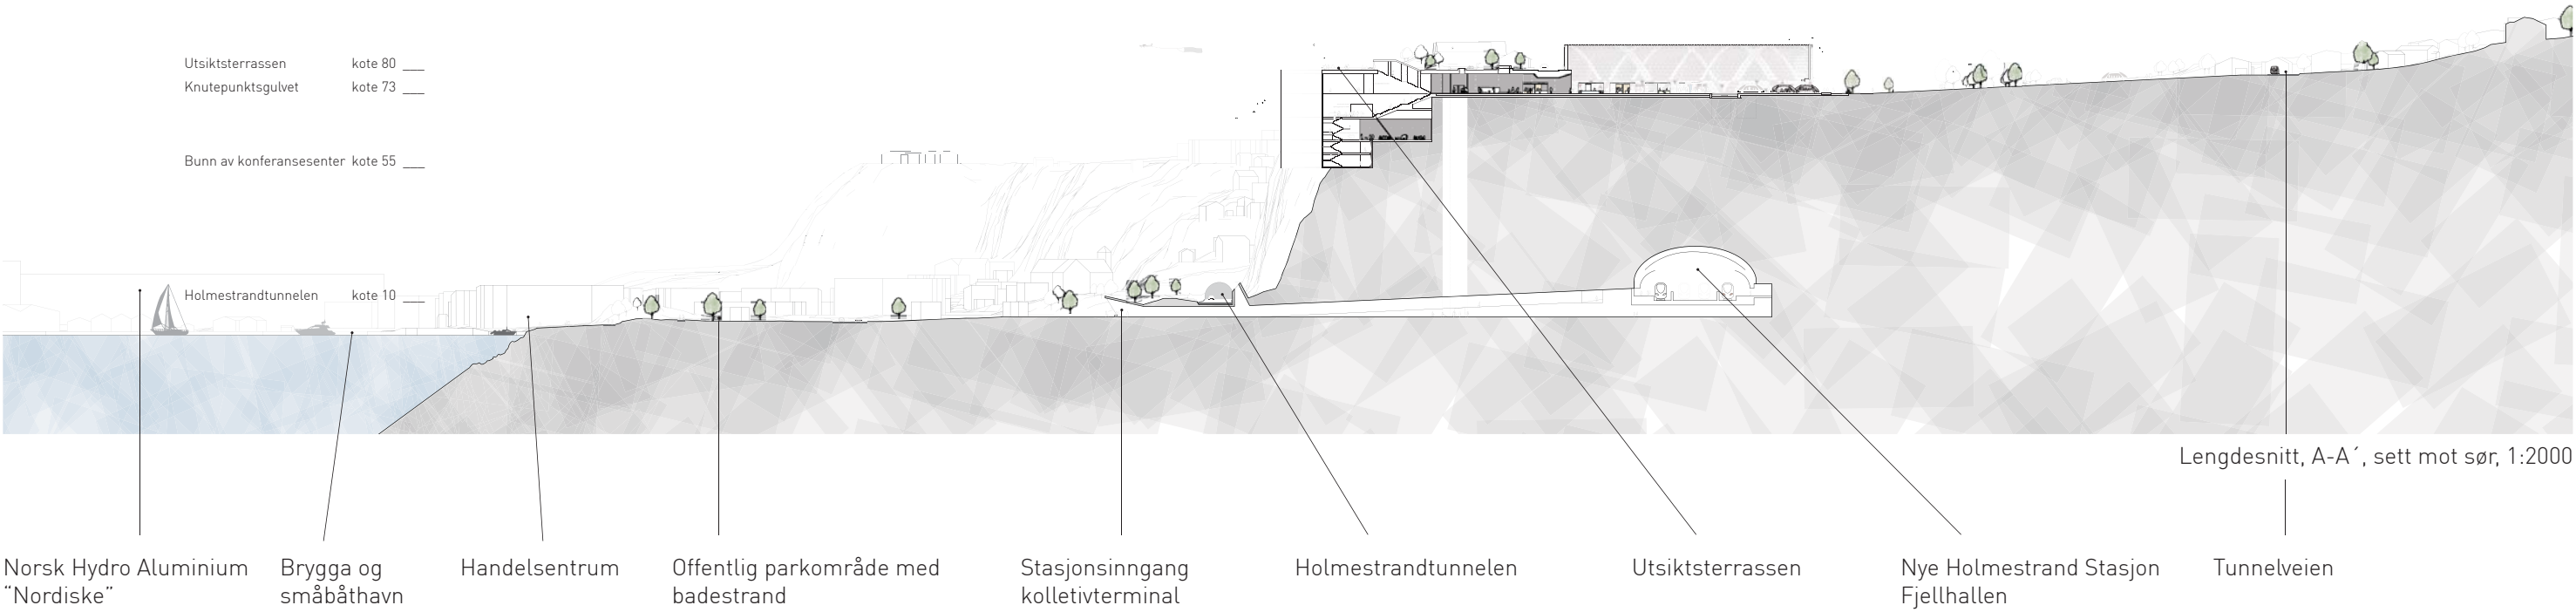 Utsiktsterrassen kote 80
Knutepunktsgulvet kote 73
Bunn av konferansesenter kote 55
Holmestrandtunnelen kote 10
Lengdesnitt, A-A´, sett mot sør, 1:2000
Norsk Hydro Aluminium
"Nordiske"
Brygga og
småbåthavn
Handelsentrum
Offentlig parkområde med
badestrand
Stasjonsinngang
kolletivterminal
Holmestrandtunnelen
Utsiktsterrassen
Nye Holmestrand Stasjon
Fjellhallen
Tunnelveien